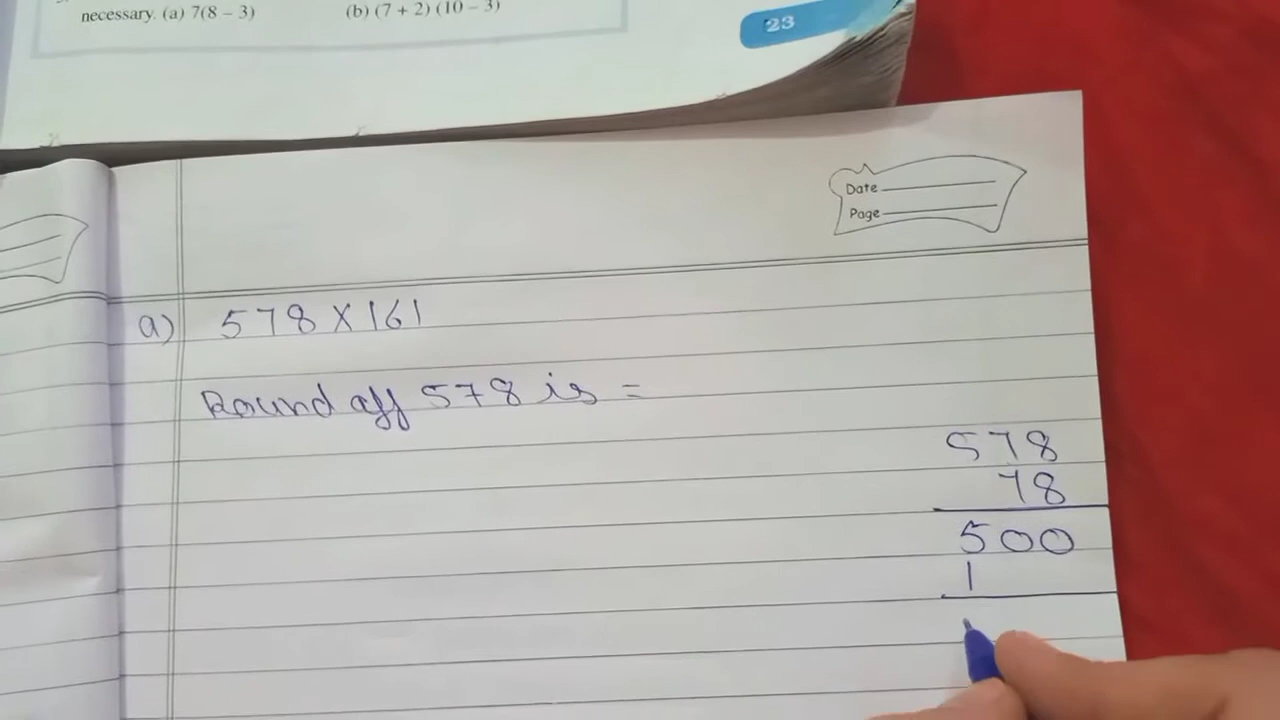 necessary. (a) 7(8 – 3) (b) (7 + 2) (10 – 3)
23
Date
Page
a) 578 X 161
Round off 578 is =
578
78
500
1